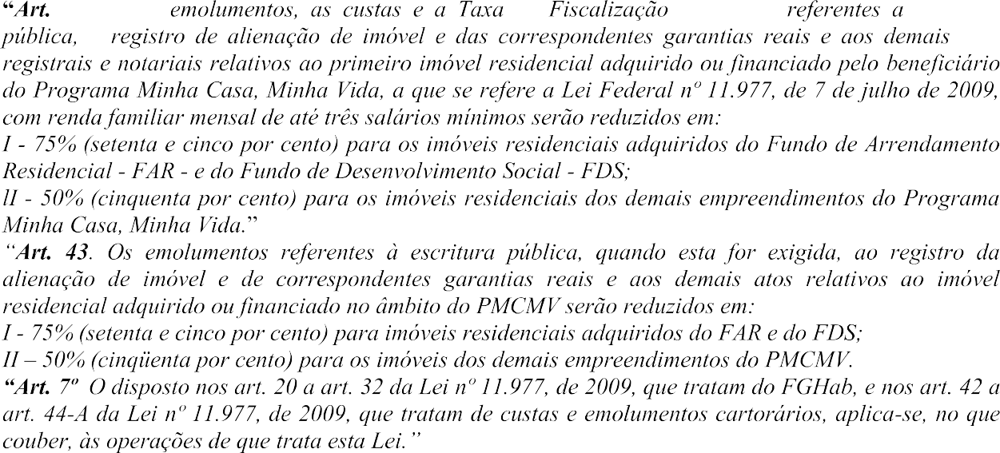 “Art. emolumentos, as custas e a Taxa Fiscalização referentes a
pública, registro de alienação de imóvel e das correspondentes garantias reais e aos demais
registrais e notariais relativos ao primeiro imóvel residencial adquirido ou financiado pelo beneficiário
do Programa Minha Casa, Minha Vida, a que se refere a Lei Federal nº 11.977, de 7 de julho de 2009,
com renda familiar mensal de até três salários mínimos serão reduzidos em:
I - 75% (setenta e cinco por cento) para os imóveis residenciais adquiridos do Fundo de Arrendamento
Residencial - FAR - e do Fundo de Desenvolvimento Social - FDS;
lI - 50% (cinquenta por cento) para os imóveis residenciais dos demais empreendimentos do Programa
Minha Casa, Minha Vida.”
“Art. 43. Os emolumentos referentes à escritura pública, quando esta for exigida, ao registro da
alienação de imóvel e de correspondentes garantias reais e aos demais atos relativos ao imóvel
residencial adquirido ou financiado no âmbito do PMCMV serão reduzidos em:
I - 75% (setenta e cinco por cento) para imóveis residenciais adquiridos do FAR e do FDS;
II – 50% (cinqüenta por cento) para os imóveis dos demais empreendimentos do PMCMV.
“Art. 7º O disposto nos art. 20 a art. 32 da Lei nº 11.977, de 2009, que tratam do FGHab, e nos art. 42 a
art. 44-A da Lei nº 11.977, de 2009, que tratam de custas e emolumentos cartorários, aplica-se, no que
couber, às operações de que trata esta Lei.”